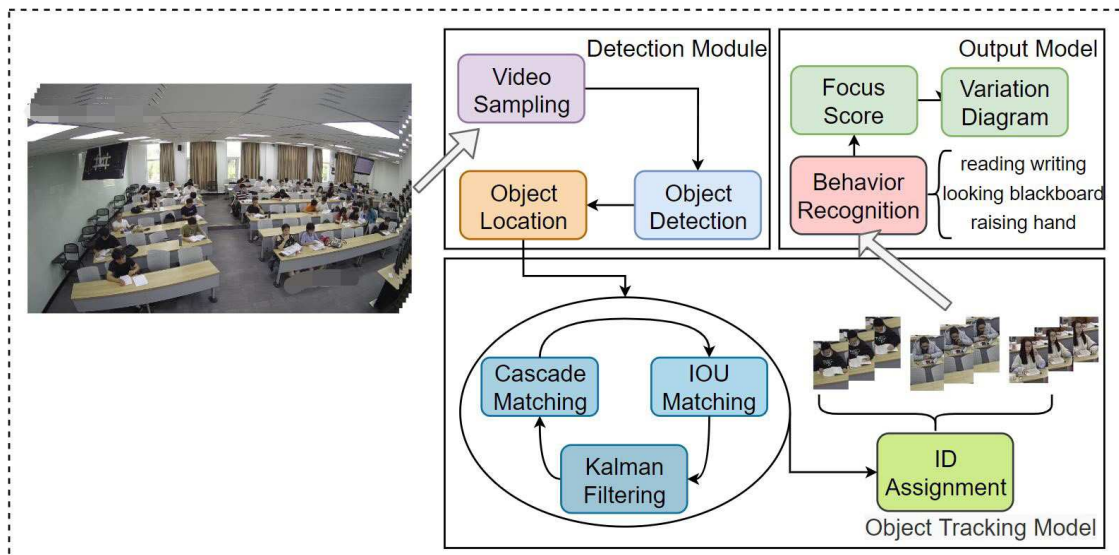 Detection Module
Video
Sampling
Object
Location
Object
Detection
Output Model
Focus
Score
Variation
Diagram
Behavior
Recognition
reading writing
looking blackboard
raising hand
Cascade
Matching
IOU
Matching
Kalman
Filtering
ID
Assignment
Object Tracking Model